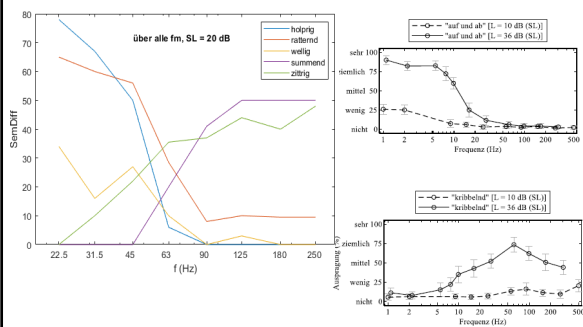 über alle fm, SL = 20 dB
holprig
ratternd
wellig
summend
zittrig
80
70
60
50
40
30
20
10
0
SemDiff
22.5 31.5 45 63 90 125 180 250
f (Hz)
"auf und ab" [L = 10 dB (SL)]
"auf und ab" [L = 36 dB (SL)]
sehr 100
ziemlich 75
mittel 50
wenig 25
nicht 0
1 2 5 10 20 50 100 200 500
Frequenz (Hz)
"kribbelnd" [L = 10 dB (SL)]
"kribbelnd" [L = 36 dB (SL)]
Ausprägung (%)
sehr 100
ziemlich 75
mittel 50
wenig 25
nicht 0
1 2 5 10 20 50 100 200 500
Frequenz (Hz)